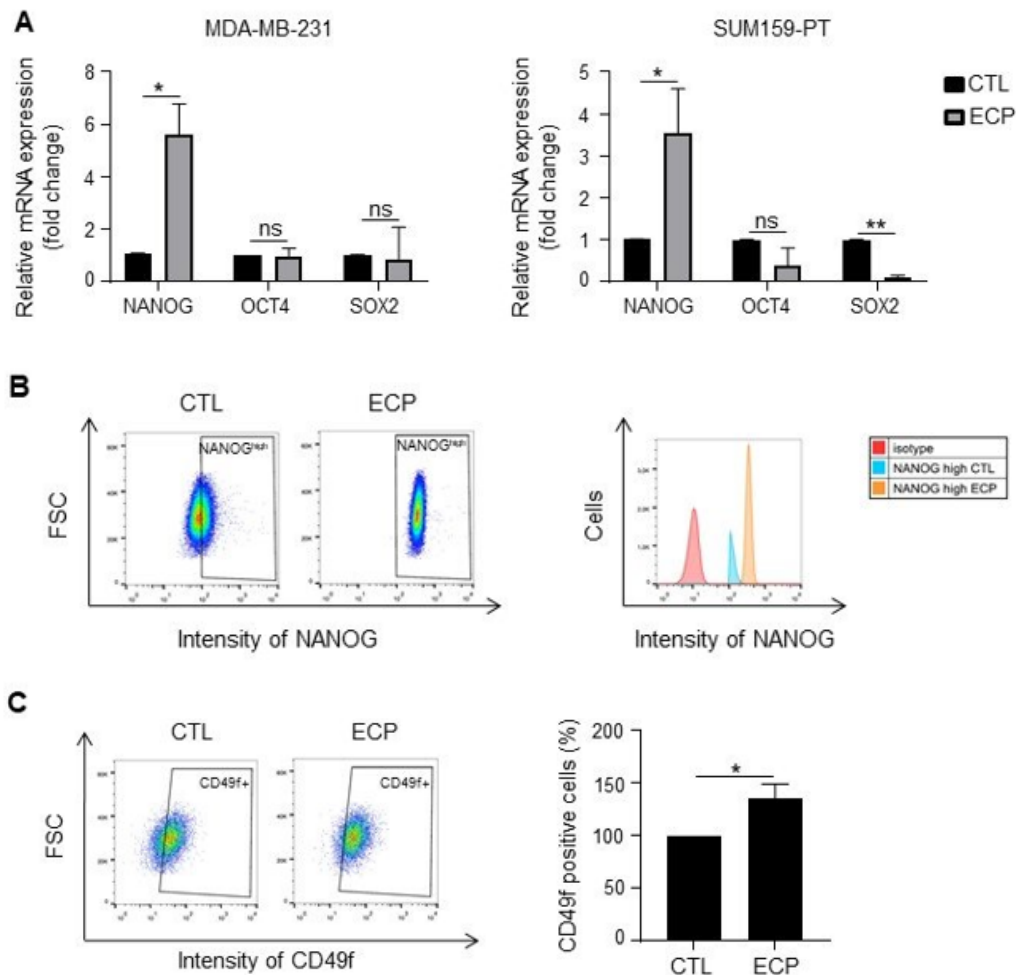 A
MDA-MB-231
SUM159-PT
Relative mRNA expression
(fold change)
8
6
4
2
0
*
ns
ns
NANOG
OCT4
SOX2
Relative mRNA expression
(fold change)
5
4
3
2
1
0
*
ns
**
NANOG
OCT4
SOX2
CTL
ECP
B
CTL
ECP
FSC
NANOGhigh
NANOGhigh
Intensity of NANOG
Cells
Intensity of NANOG
isotype
NANOG high CTL
NANOG high ECP
C
CTL
ECP
FSC
CD49f+
CD49f+
Intensity of CD49f
CD49f positive cells (%)
200
150
100
50
0
*
CTL
ECP